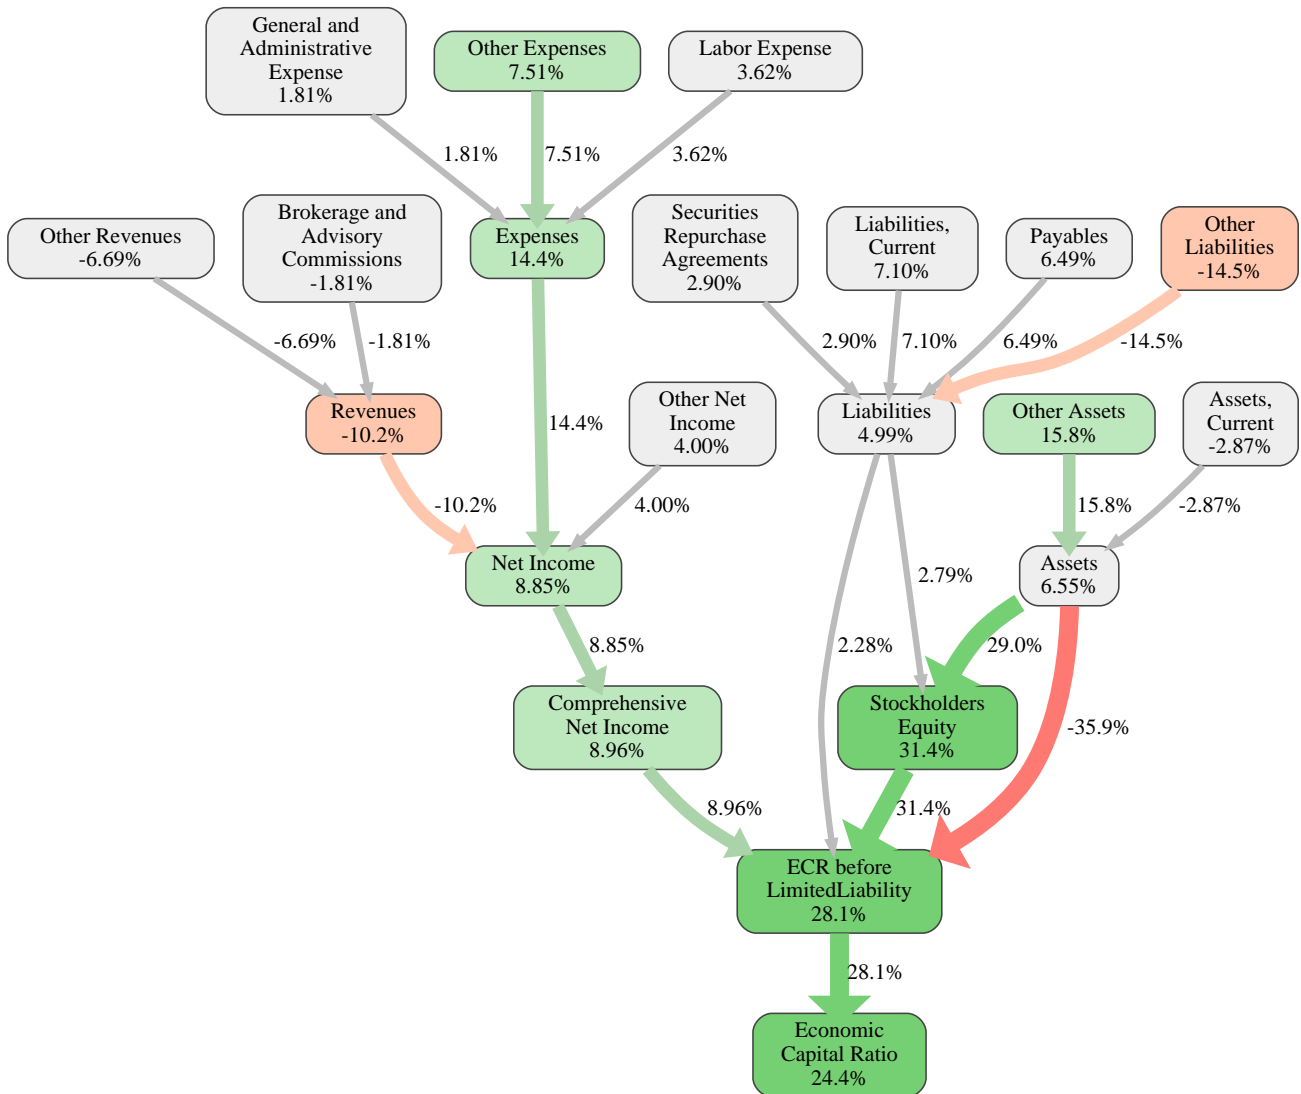 General and
Administrative
Expense
1.81%
Other Expenses
7.51%
Labor Expense
3.62%
1.81%
7.51%
3.62%
Other Revenues
-6.69%
Brokerage and
Advisory
Commissions
-1.81%
Expenses
14.4%
Securities
Repurchase
Agreements
2.90%
Liabilities,
Current
7.10%
Payables
6.49%
Other
Liabilities
-14.5%
-6.69%
-1.81%
2.90%
7.10%
6.49%
-14.5%
Revenues
-10.2%
14.4%
Other Net
Income
4.00%
Liabilities
4.99%
Other Assets
15.8%
Assets,
Current
-2.87%
-10.2%
4.00%
15.8%
-2.87%
Net Income
8.85%
2.79%
Assets
6.55%
8.85%
2.28%
29.0%
Comprehensive
Net Income
8.96%
Stockholders
Equity
31.4%
-35.9%
8.96%
31.4%
ECR before
LimitedLiability
28.1%
28.1%
Economic
Capital Ratio
24.4%